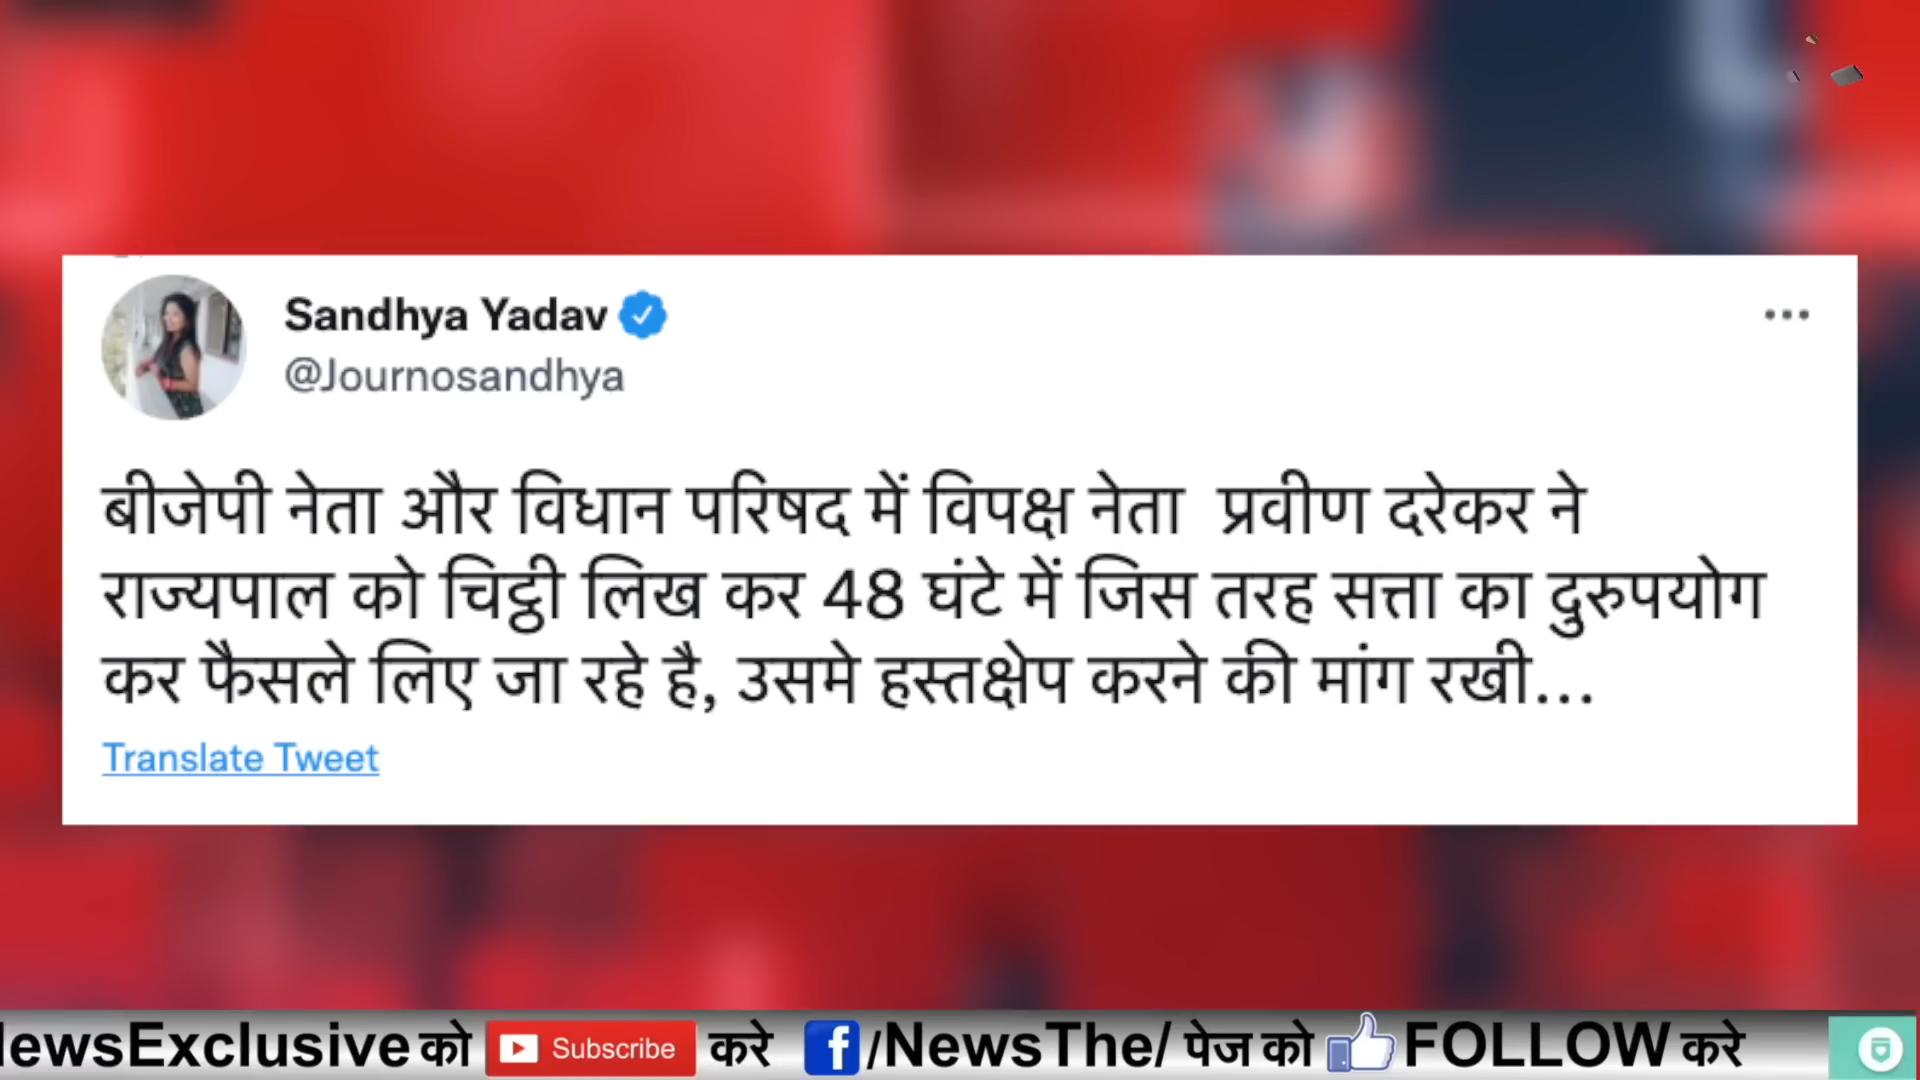 Sandhya Yadav
@Journosandhya
बीजेपी नेता और विधान परिषद में विपक्ष नेता प्रवीण दरेकर ने
राज्यपाल को चिट्ठी लिख कर 48 घंटे में जिस तरह सत्ता का दुरुपयोग
कर फैसले लिए जा रहे है, उसमे हस्तक्षेप करने की मांग रखी...
Translate Tweet
ewsExclusive को Subscribe करे f/NewsThe/ पेज को FOLLOW करे